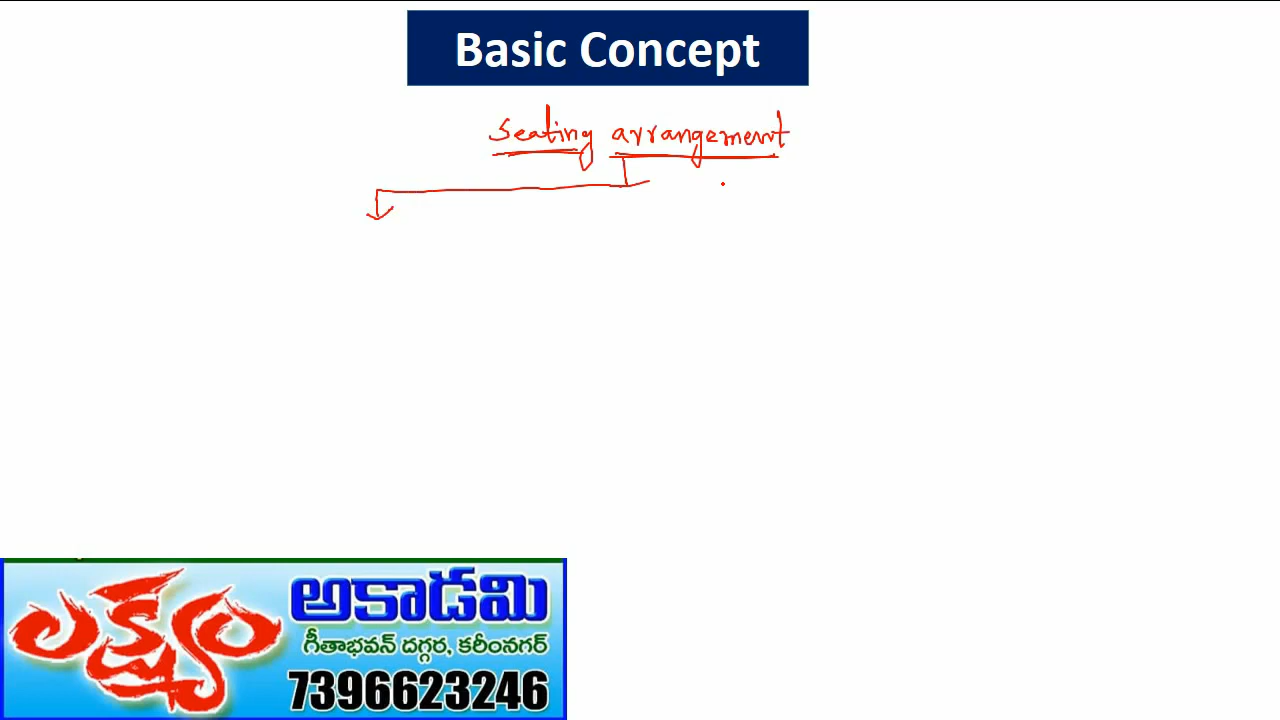 Basic Concept
Seating arrangement
లక్ష్యం అకాడమి
గీతాభవన్ దగ్గర, కరీంనగర్
7396623246